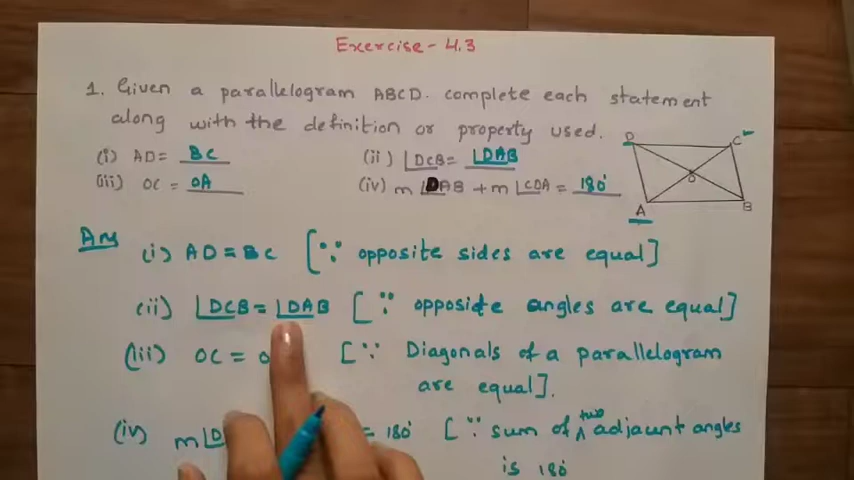 Exercise - 4.3
1. Given a parallelogram ABCD. complete each statement
along with the definition or property used.
(i) AD = BC (ii) ∠DCB = ∠DAB
(iii) OC = OA (iv) m ∠DAB + m ∠CDA = 180°
D C
O
A B
Ans (i) AD = BC [∵ opposite sides are equal]
(ii) ∠DCB = ∠DAB [∵ opposite angles are equal]
(iii) OC = [∵ Diagonals of a parallelogram
are equal].
(iv) = 180° [∵ sum of two adjacent angles
is 180°